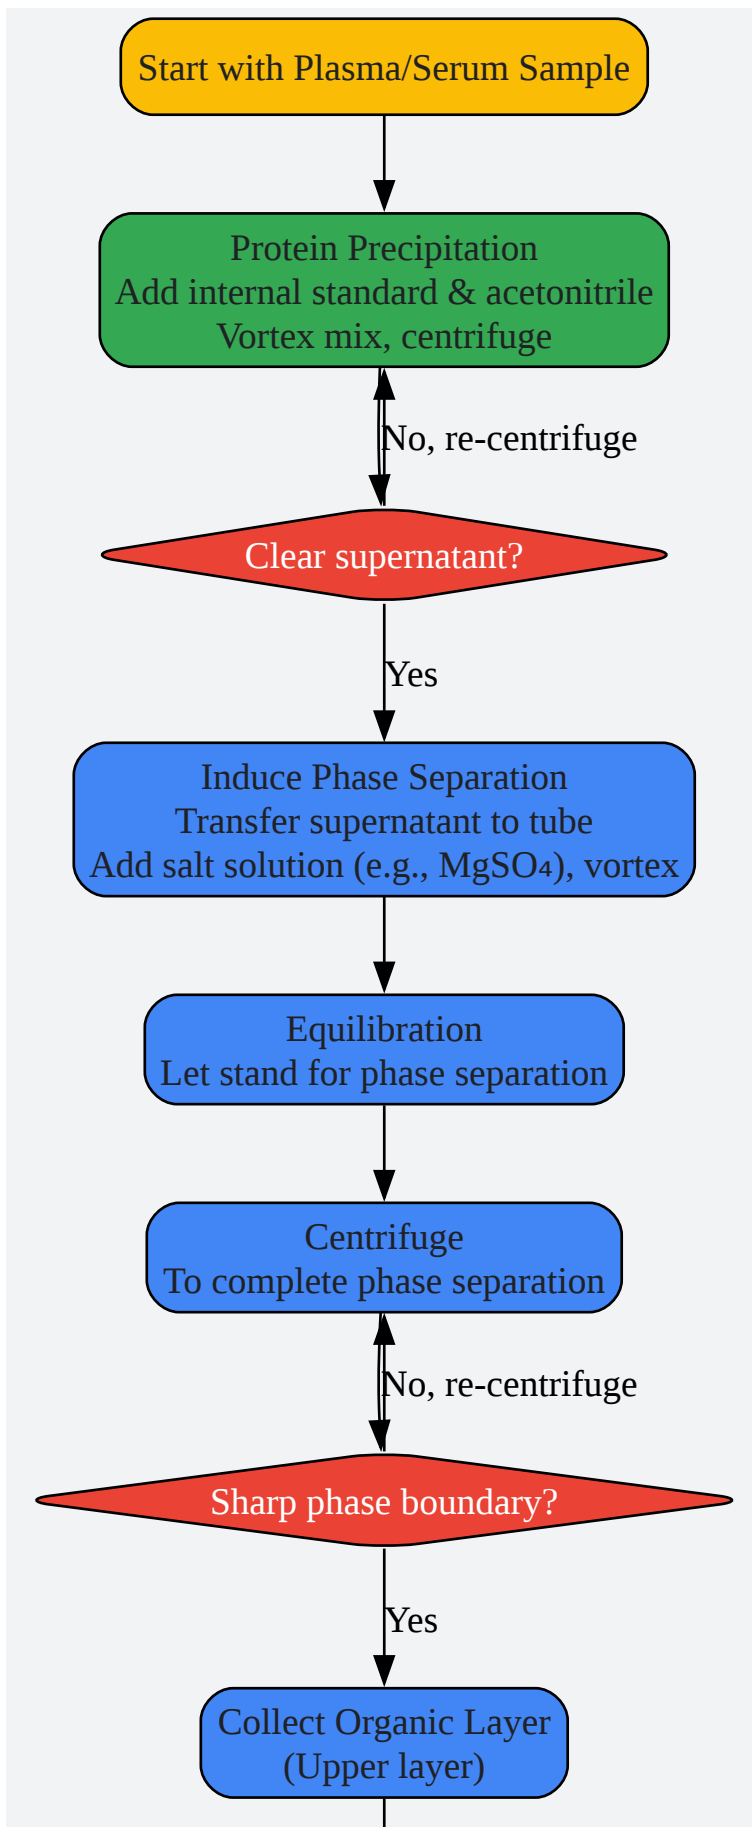 Start with Plasma/Serum Sample
Protein Precipitation
Add internal standard & acetonitrile
Vortex mix, centrifuge
No, re-centrifuge
Clear supernatant?
Yes
Induce Phase Separation
Transfer supernatant to tube
Add salt solution (e.g., MgSO₄), vortex
Equilibration
Let stand for phase separation
Centrifuge
To complete phase separation
No, re-centrifuge
Sharp phase boundary?
Yes
Collect Organic Layer
(Upper layer)